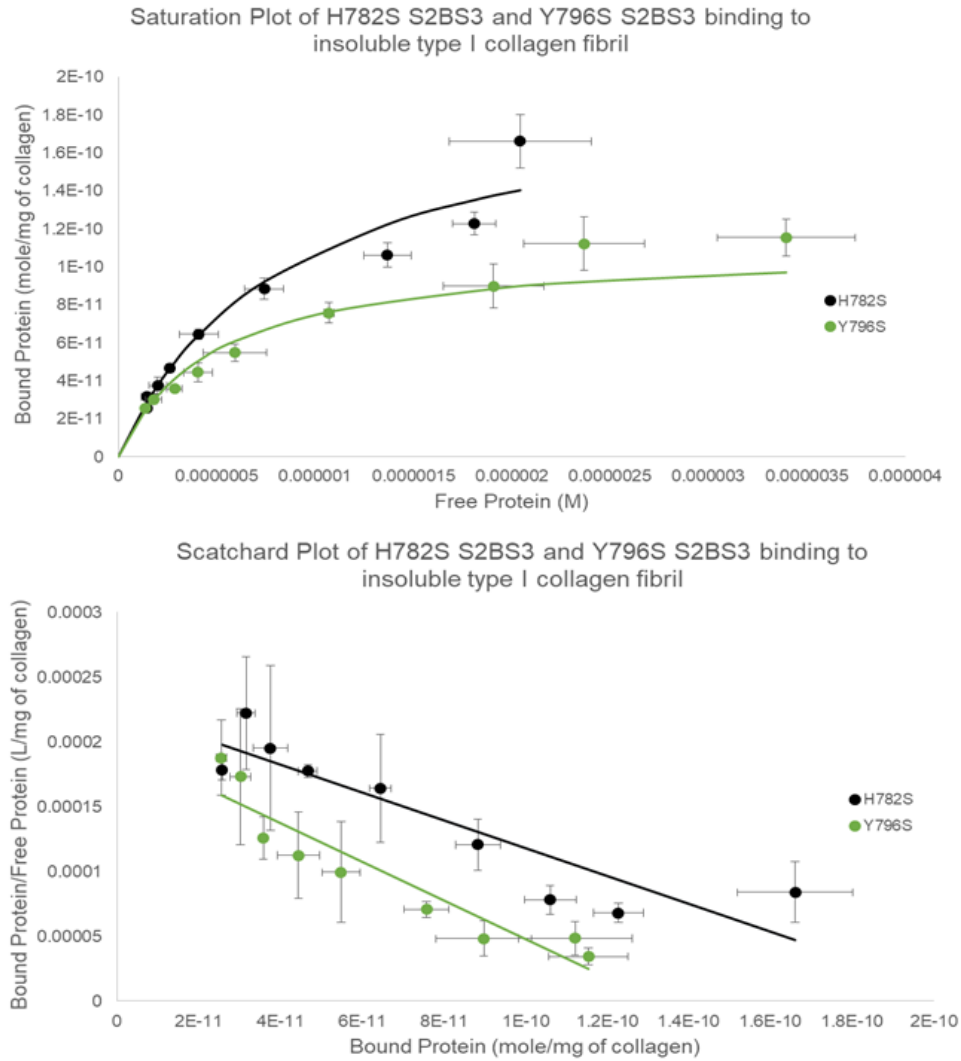 Saturation Plot of H782S S2BS3 and Y796S S2BS3 binding to
insoluble type I collagen fibril
Bound Protein (mole/mg of collagen)
2E-10
1.8E-10
1.6E-10
1.4E-10
1.2E-10
1E-10
8E-11
6E-11
4E-11
2E-11
0
H782S
Y796S
0 0.0000005 0.000001 0.0000015 0.000002 0.0000025 0.000003 0.0000035 0.000004
Free Protein (M)
Scatchard Plot of H782S S2BS3 and Y796S S2BS3 binding to
insoluble type I collagen fibril
Bound Protein/Free Protein (L/mg of collagen)
0.0003
0.00025
0.0002
0.00015
0.0001
0.00005
0
H782S
Y796S
0 2E-11 4E-11 6E-11 8E-11 1E-10 1.2E-10 1.4E-10 1.6E-10 1.8E-10 2E-10
Bound Protein (mole/mg of collagen)